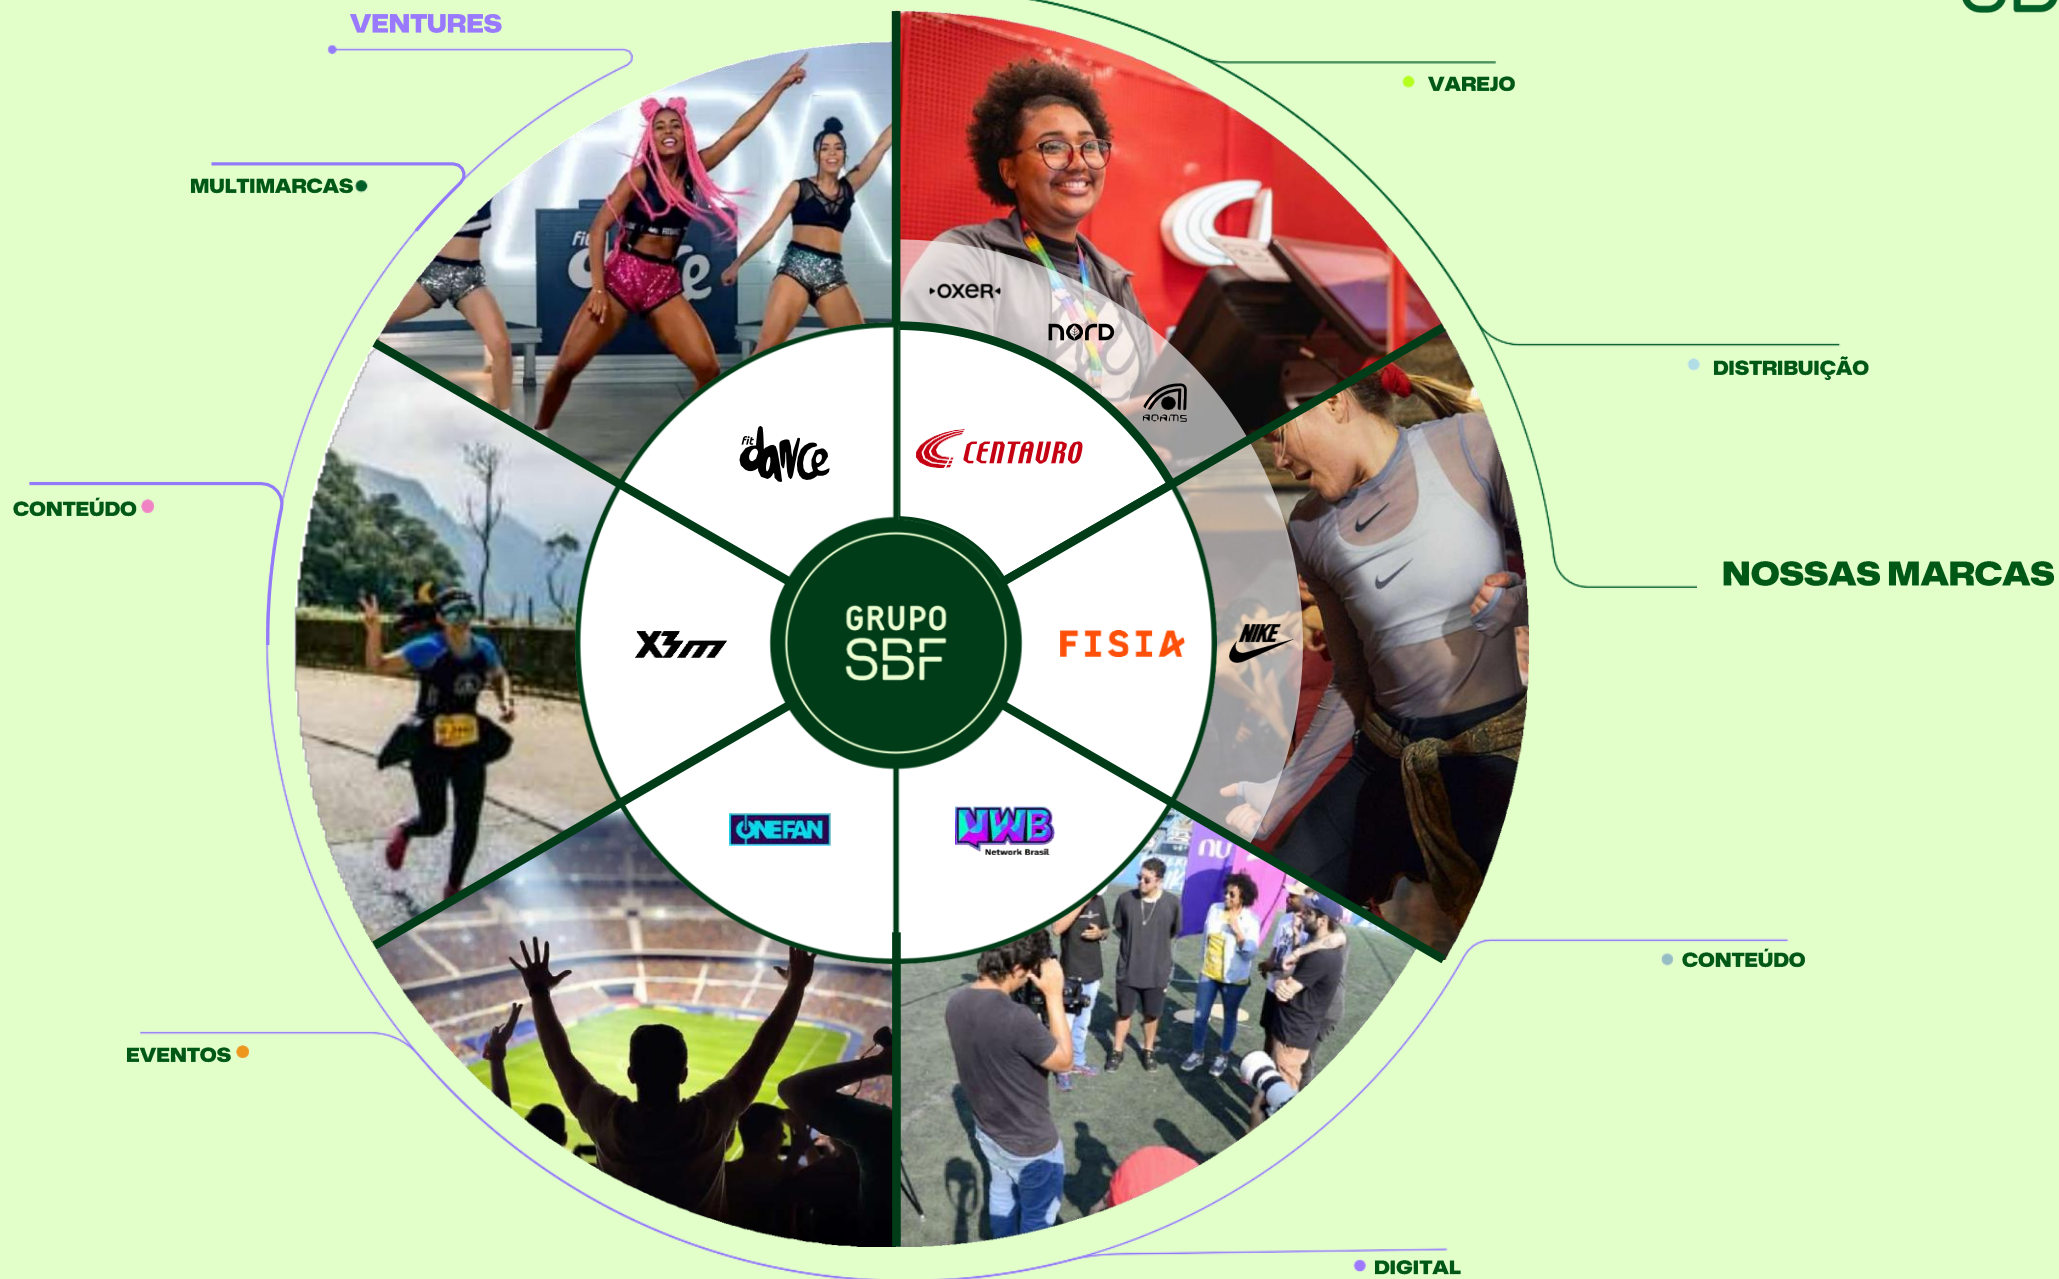 VENTURES
VAREJO
MULTIMARCAS
OXER
NORD
DISTRIBUIÇÃO
ADAMS
fit
dance
CENTAURO
CONTEÚDO
NOSSAS MARCAS
GRUPO
SBF
X3m
FISIA
NIKE
ONEFAN
NWB
Network Brasil
nu
CONTEÚDO
EVENTOS
DIGITAL